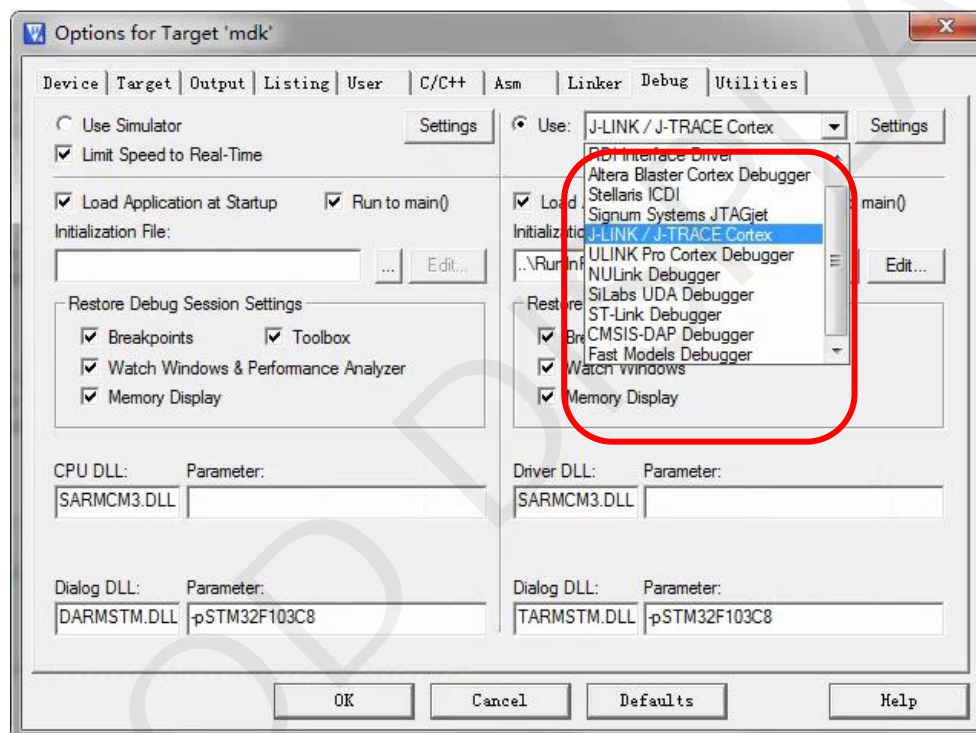 Options for Target 'mdk'
Device Target Output Listing User C/C++ Asm Linker Debug Utilities
Use Simulator Settings Use: J-LINK / J-TRACE Cortex Settings
Limit Speed to Real-Time
RDI Interface Driver
Altera Blaster Cortex Debugger
Stellaris ICDI
Signum Systems JTAGjet
J-LINK / J-TRACE Cortex
ULINK Pro Cortex Debugger
NULink Debugger
SiLabs UDA Debugger
ST-Link Debugger
CMSIS-DAP Debugger
Fast Models Debugger
Load Application at Startup Run to main() main()
Initialization File:
... Edit... Edit...
Restore Debug Session Settings
Breakpoints Toolbox
Watch Windows & Performance Analyzer Watch Windows
Memory Display Memory Display
CPU DLL: Parameter: Driver DLL: Parameter:
SARMCM3.DLL SARMCM3.DLL
Dialog DLL: Parameter: Dialog DLL: Parameter:
DARMSTM.DLL -pSTM32F103C8 TARMSTM.DLL -pSTM32F103C8
OK Cancel Defaults Help